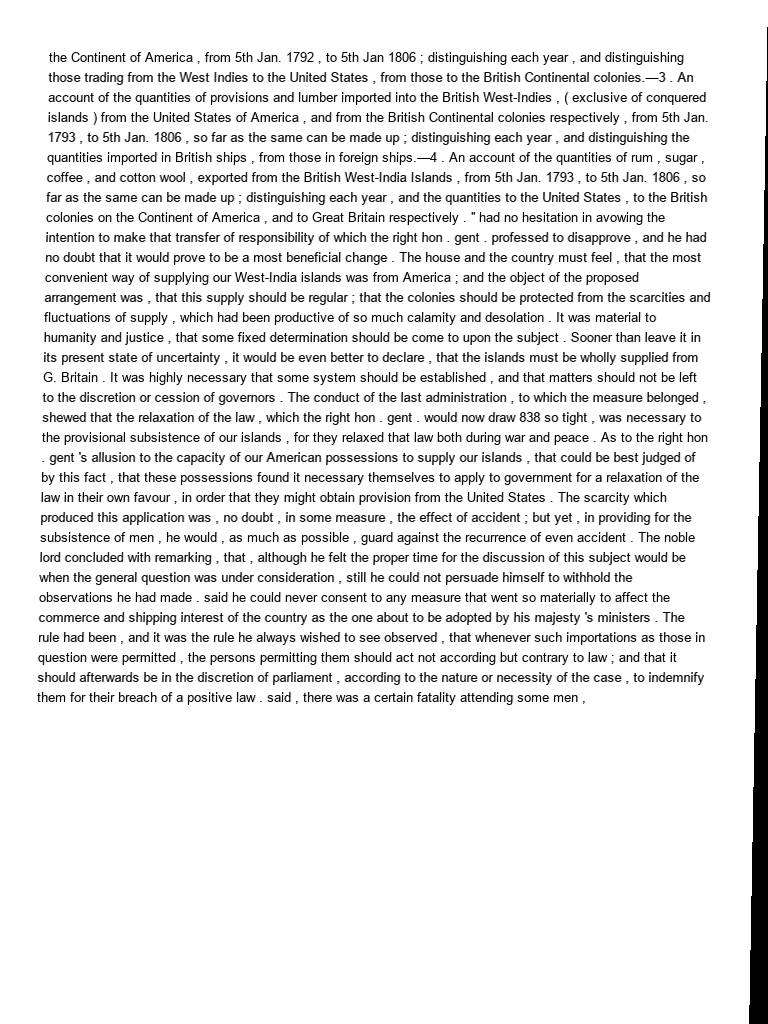 the Continent of America , from 5th Jan. 1792 , to 5th Jan 1806 ; distinguishing each year , and distinguishing
those trading from the West Indies to the United States , from those to the British Continental colonies.—3 . An
account of the quantities of provisions and lumber imported into the British West-Indies , ( exclusive of conquered
islands ) from the United States of America , and from the British Continental colonies respectively , from 5th Jan.
1793 , to 5th Jan. 1806 , so far as the same can be made up ; distinguishing each year , and distinguishing the
quantities imported in British ships , from those in foreign ships.—4 . An account of the quantities of rum , sugar ,
coffee , and cotton wool , exported from the British West-India Islands , from 5th Jan. 1793 , to 5th Jan. 1806 , so
far as the same can be made up ; distinguishing each year , and the quantities to the United States , to the British
colonies on the Continent of America , and to Great Britain respectively . " had no hesitation in avowing the
intention to make that transfer of responsibility of which the right hon . gent . professed to disapprove , and he had
no doubt that it would prove to be a most beneficial change . The house and the country must feel , that the most
convenient way of supplying our West-India islands was from America ; and the object of the proposed
arrangement was , that this supply should be regular ; that the colonies should be protected from the scarcities and
fluctuations of supply , which had been productive of so much calamity and desolation . It was material to
humanity and justice , that some fixed determination should be come to upon the subject . Sooner than leave it in
its present state of uncertainty , it would be even better to declare , that the islands must be wholly supplied from
G. Britain . It was highly necessary that some system should be established , and that matters should not be left
to the discretion or cession of governors . The conduct of the last administration , to which the measure belonged ,
shewed that the relaxation of the law , which the right hon . gent . would now draw 838 so tight , was necessary to
the provisional subsistence of our islands , for they relaxed that law both during war and peace . As to the right hon
. gent 's allusion to the capacity of our American possessions to supply our islands , that could be best judged of
by this fact , that these possessions found it necessary themselves to apply to government for a relaxation of the
law in their own favour , in order that they might obtain provision from the United States . The scarcity which
produced this application was , no doubt , in some measure , the effect of accident ; but yet , in providing for the
subsistence of men , he would , as much as possible , guard against the recurrence of even accident . The noble
lord concluded with remarking , that , although he felt the proper time for the discussion of this subject would be
when the general question was under consideration , still he could not persuade himself to withhold the
observations he had made . said he could never consent to any measure that went so materially to affect the
commerce and shipping interest of the country as the one about to be adopted by his majesty 's ministers . The
rule had been , and it was the rule he always wished to see observed , that whenever such importations as those in
question were permitted , the persons permitting them should act not according but contrary to law ; and that it
should afterwards be in the discretion of parliament , according to the nature or necessity of the case , to indemnify
them for their breach of a positive law . said , there was a certain fatality attending some men ,